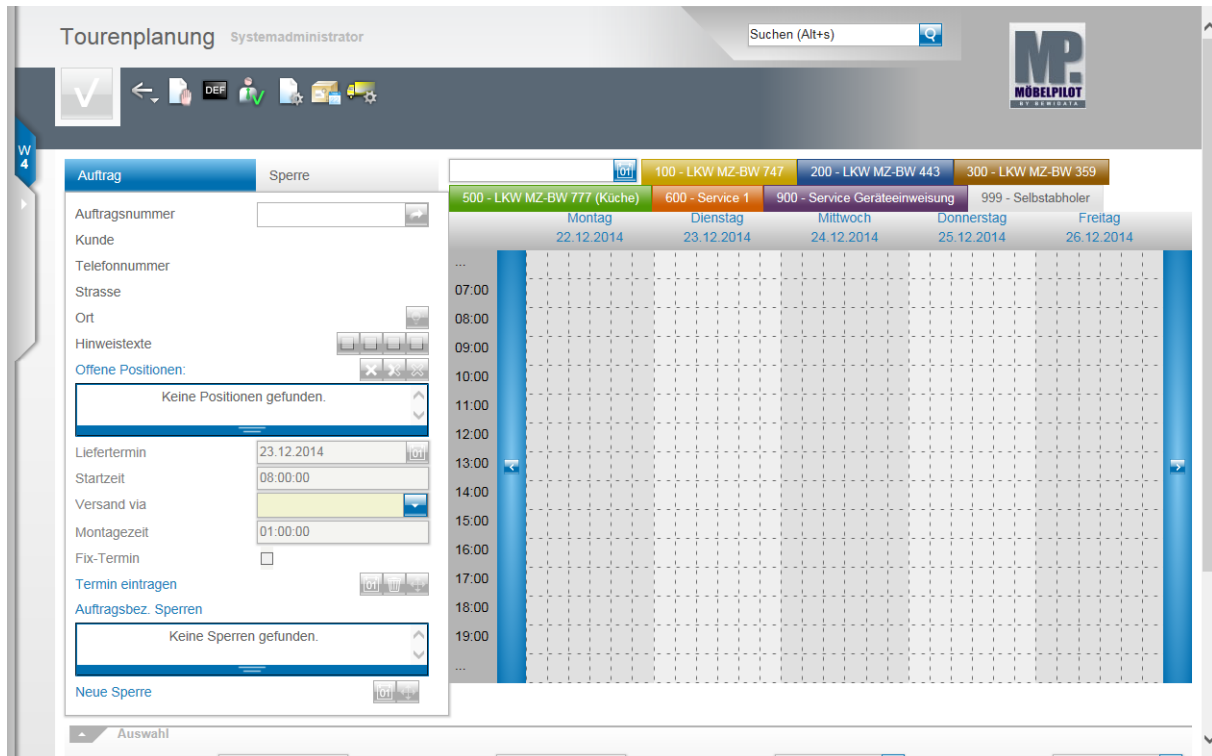 Tourenplanung Systemadministrator
Suchen (Alt+s)
MP.
MÖBELPILOT
BY BEWIDATA
DEF
W
4
Auftrag Sperre
100 - LKW MZ-BW 747 200 - LKW MZ-BW 443 300 - LKW MZ-BW 359
500 - LKW MZ-BW 777 (Küche) 600 - Service 1 900 - Service Geräteeinweisung 999 - Selbstabholer
Montag Dienstag Mittwoch Donnerstag Freitag
22.12.2014 23.12.2014 24.12.2014 25.12.2014 26.12.2014
Auftragsnummer
Kunde
Telefonnummer
Strasse
Ort
Hinweistexte
Offene Positionen:
Keine Positionen gefunden.
Liefertermin 23.12.2014
Startzeit 08:00:00
Versand via
Montagezeit 01:00:00
Fix-Termin
Termin eintragen
Auftragsbez. Sperren
Keine Sperren gefunden.
Neue Sperre
...
07:00
08:00
09:00
10:00
11:00
12:00
13:00
14:00
15:00
16:00
17:00
18:00
19:00
...
Auswahl